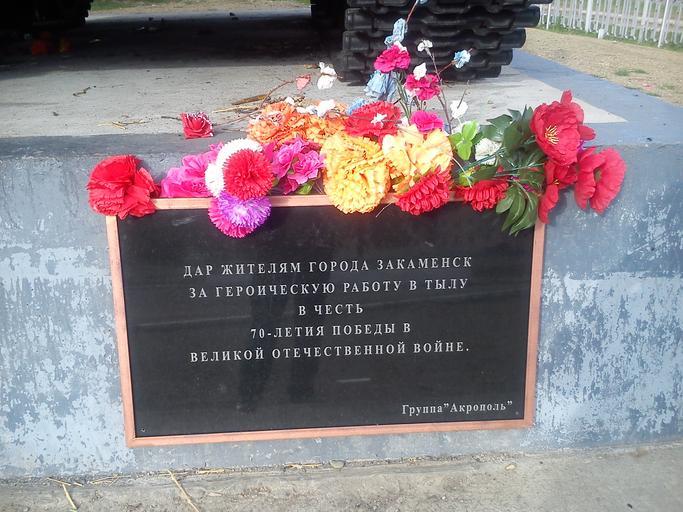 ДАР ЖИТЕЛЯМ ГОРОДА ЗАКАМЕНСК
ЗА ГЕРОИЧЕСКУЮ РАБОТУ В ТЫЛУ
В ЧЕСТЬ
70-ЛЕТИЯ ПОБЕДЫ В
ВЕЛИКОЙ ОТЕЧЕСТВЕННОЙ ВОЙНЕ.
Группа"Акрополь"